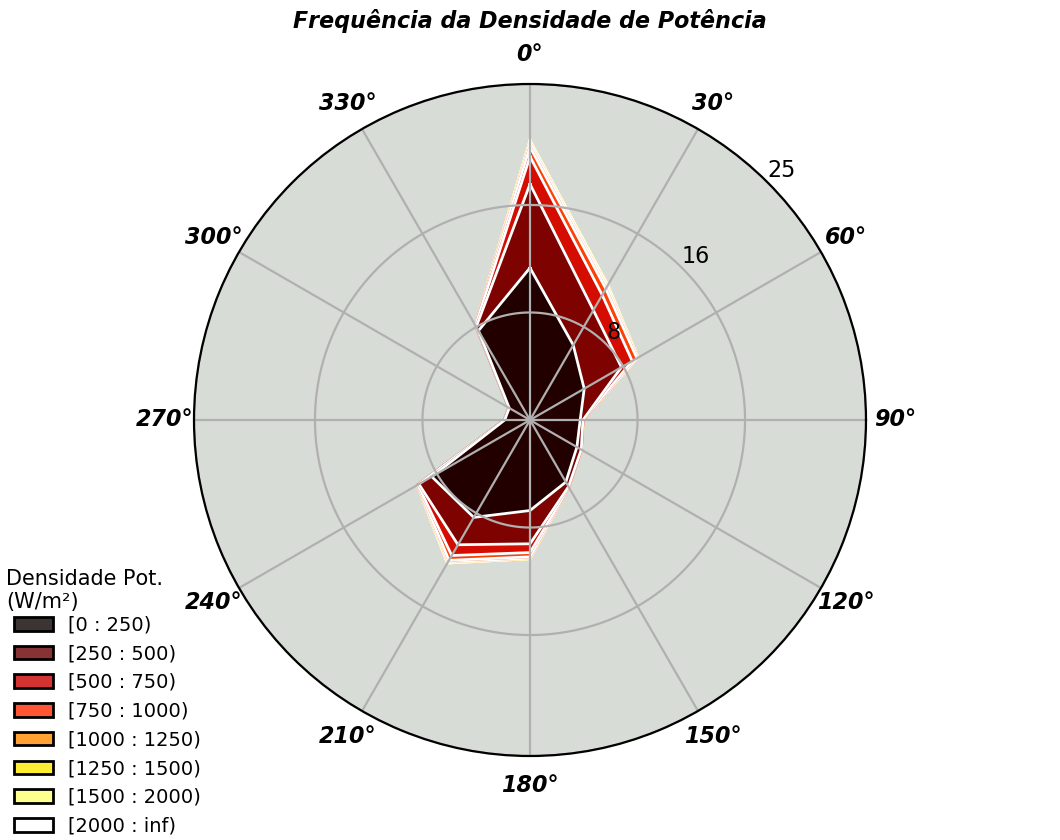 Frequência da Densidade de Potência
0°
330°
30°
25
300°
60°
16
8
270°
90°
240°
120°
210°
150°
180°
Densidade Pot.
(W/m²)
[0 : 250)
[250 : 500)
[500 : 750)
[750 : 1000)
[1000 : 1250)
[1250 : 1500)
[1500 : 2000)
[2000 : inf)